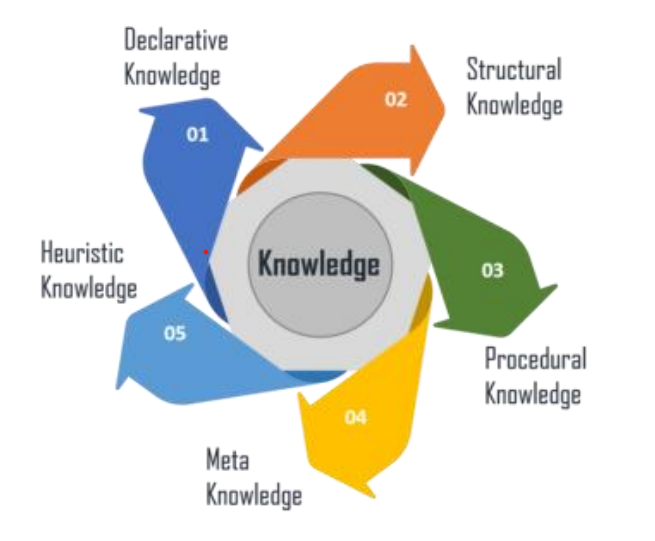 Declarative
Knowledge
01
02
Structural
Knowledge
03
Procedural
Knowledge
04
Meta
Knowledge
05
Heuristic
Knowledge
Knowledge